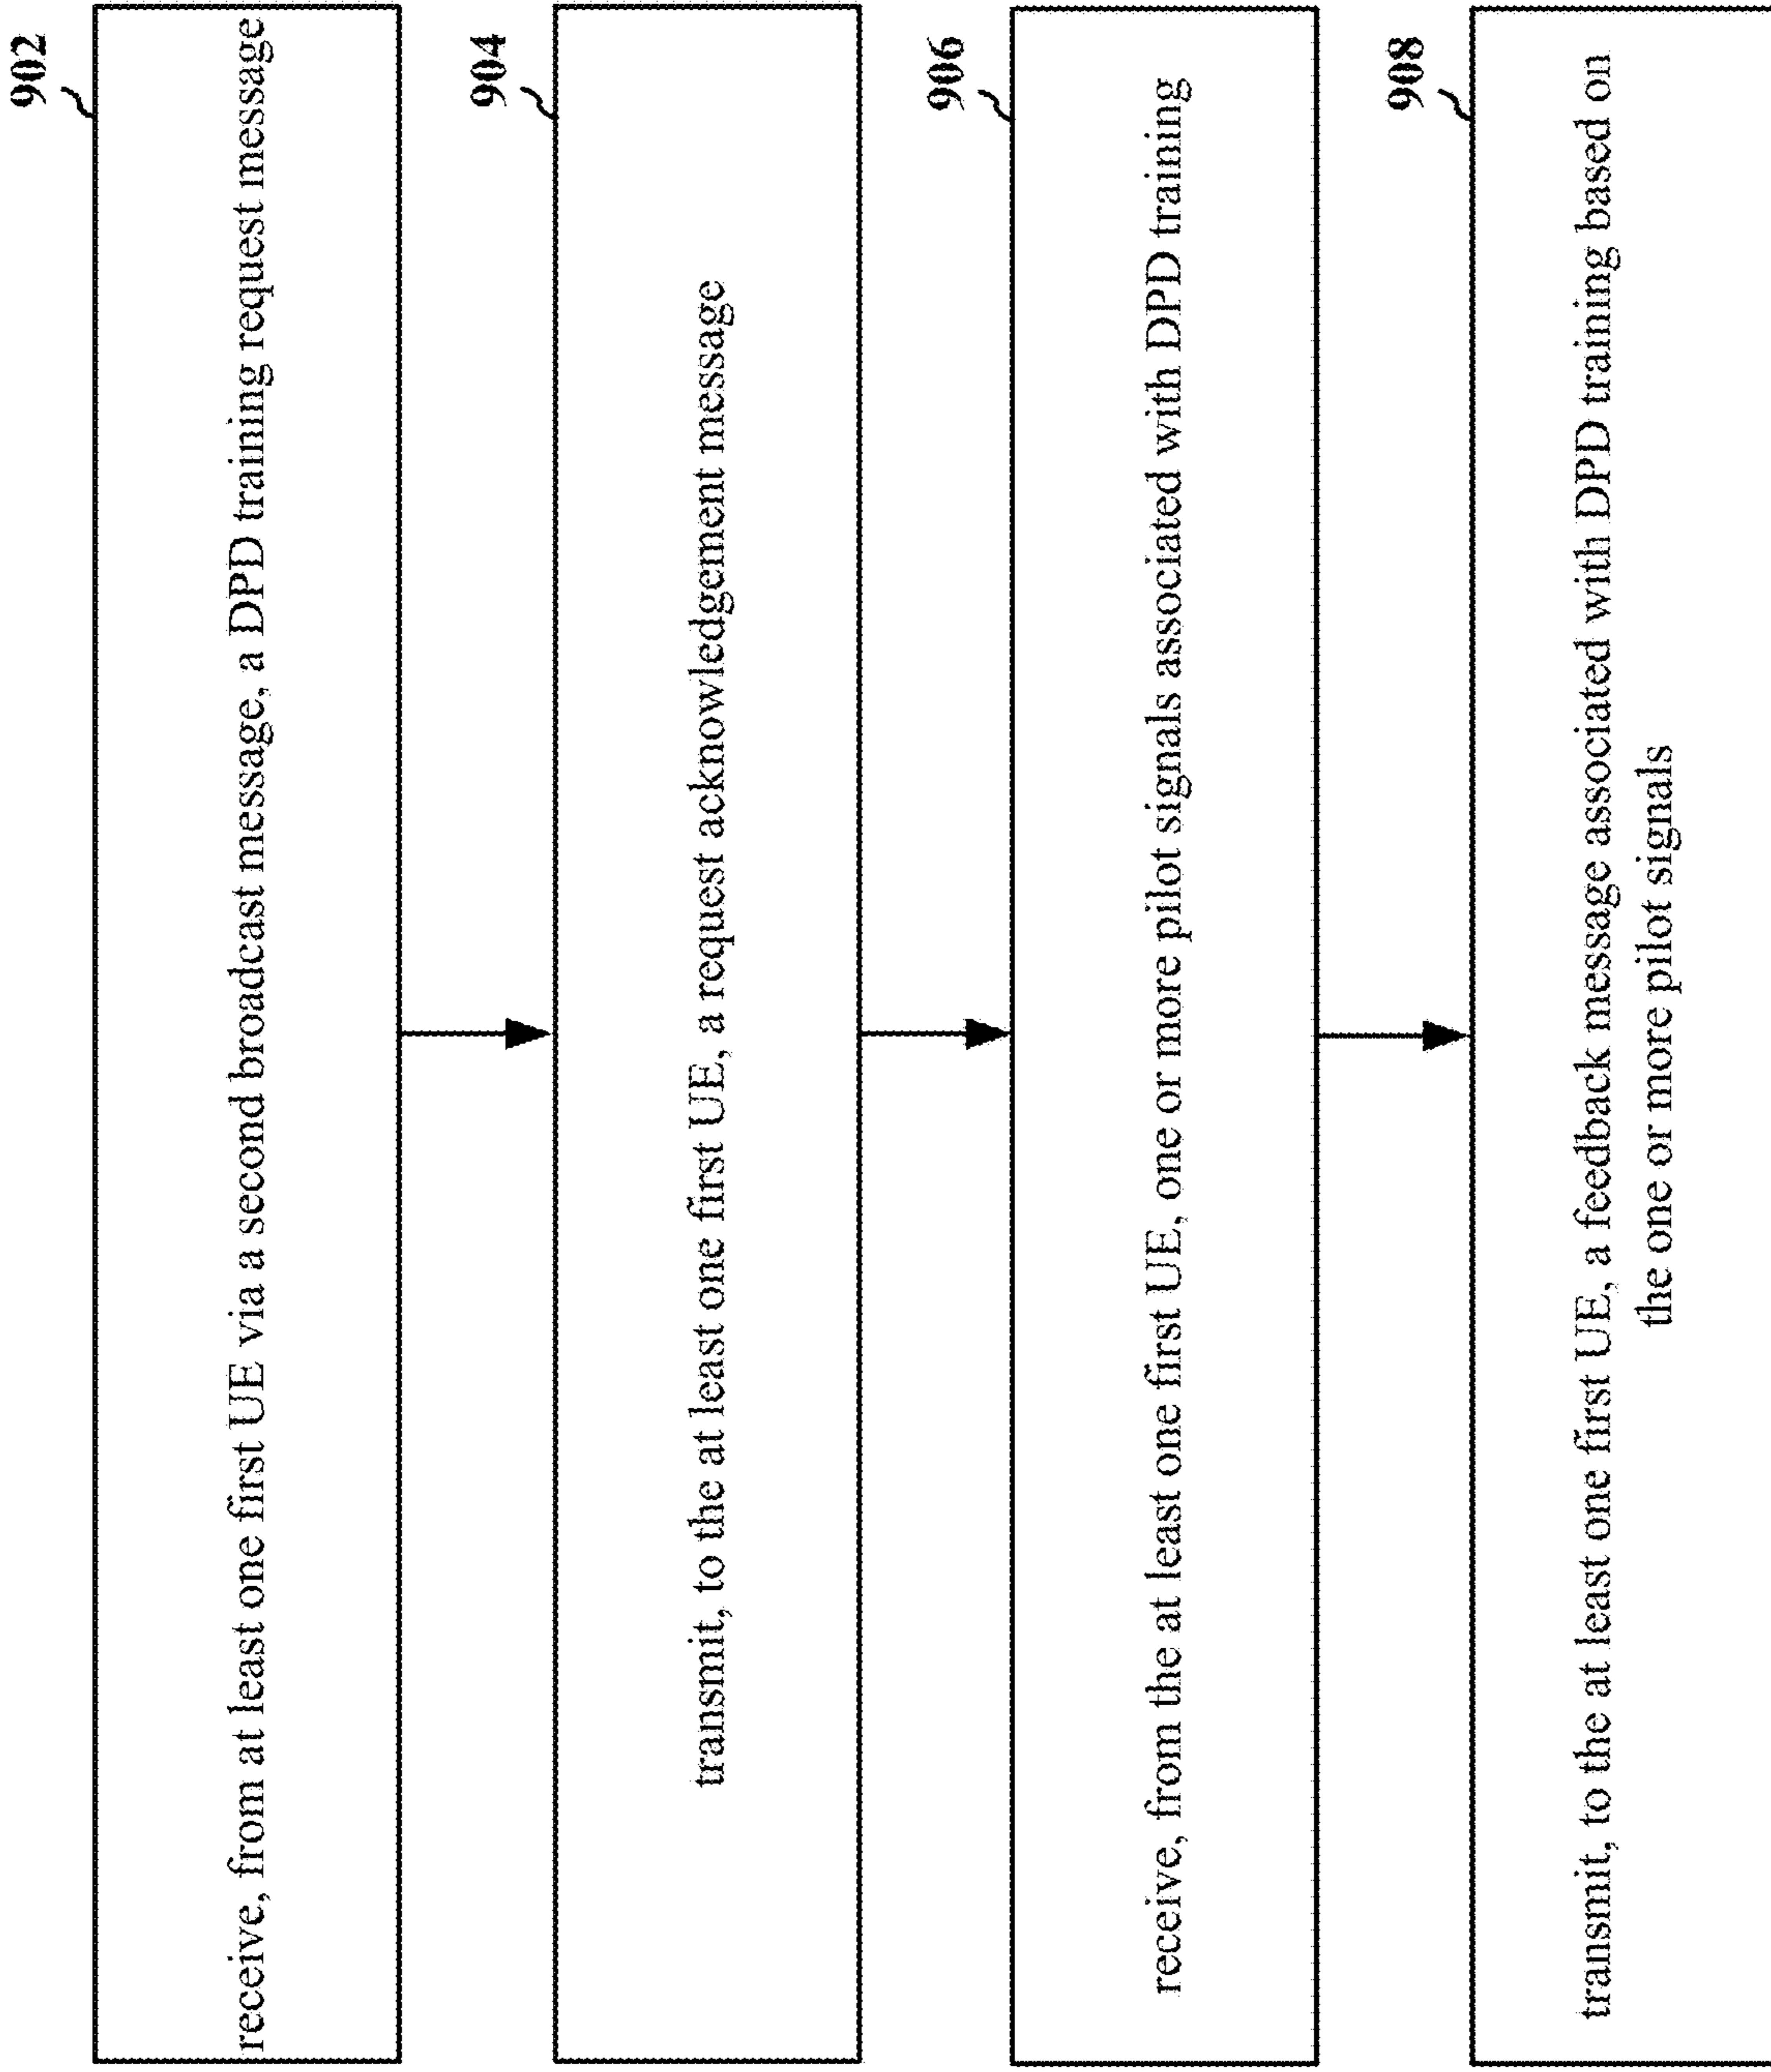 902
receive, from at least one first UE via a second broadcast message, a DPD training request message
904
transmit, to the at least one first UE, a request acknowledgement message
906
receive, from the at least one first UE, one or more pilot signals associated with DPD training
908
transmit, to the at least one first UE, a feedback message associated with DPD training based on
the one or more pilot signals